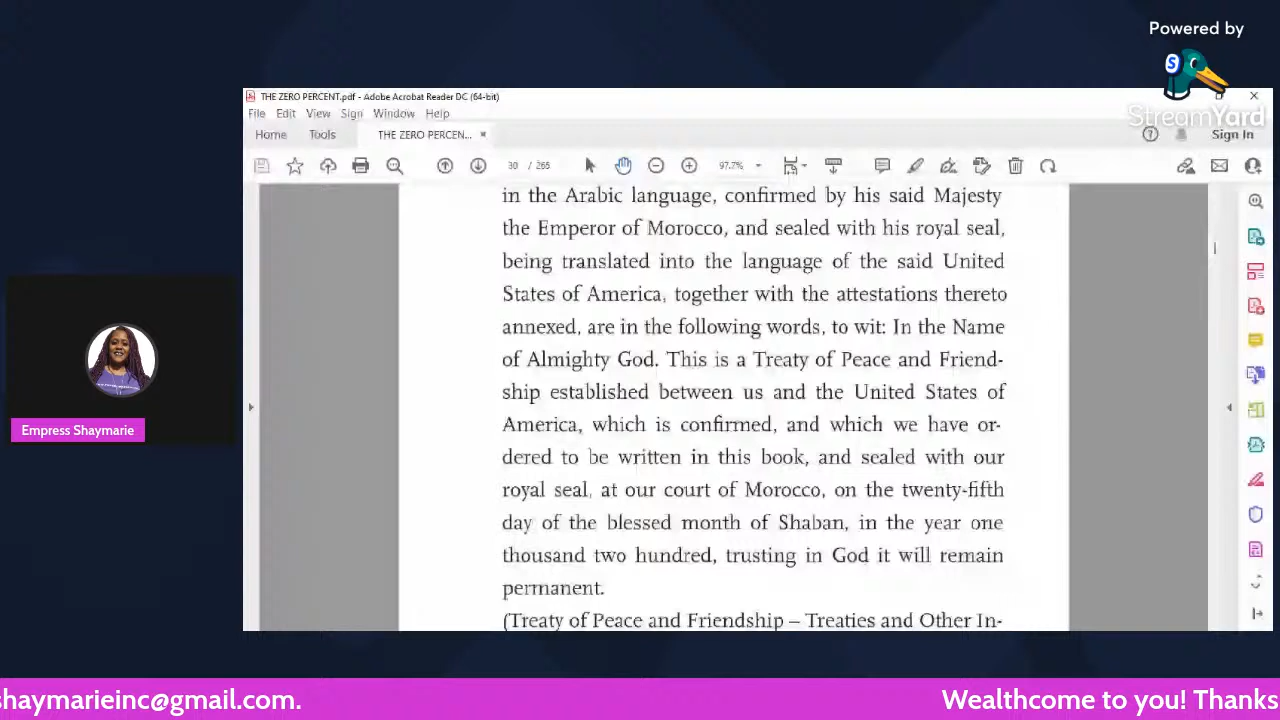 Powered by
StreamYard
THE ZERO PERCENT.pdf - Adobe Acrobat Reader DC (64-bit)
File Edit View Sign Window Help
Home Tools THE ZERO PERCEN... Sign In
30 / 265 97.7%
in the Arabic language, confirmed by his said Majesty
the Emperor of Morocco, and sealed with his royal seal,
being translated into the language of the said United
States of America, together with the attestations thereto
annexed, are in the following words, to wit: In the Name
of Almighty God. This is a Treaty of Peace and Friend-
ship established between us and the United States of
America, which is confirmed, and which we have or-
dered to be written in this book, and sealed with our
royal seal, at our court of Morocco, on the twenty-fifth
day of the blessed month of Shaban, in the year one
thousand two hundred, trusting in God it will remain
permanent.
(Treaty of Peace and Friendship – Treaties and Other In-
Empress Shaymarie
shaymarieinc@gmail.com. Wealthcome to you! Thanks